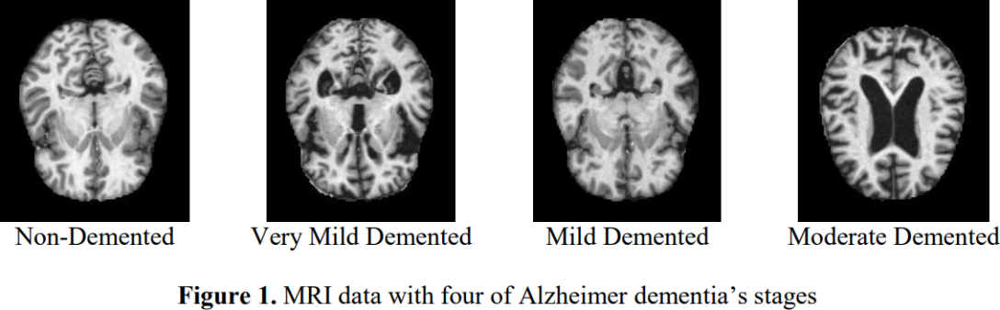 Non-Demented
Very Mild Demented
Mild Demented
Moderate Demented
Figure 1. MRI data with four of Alzheimer dementia's stages